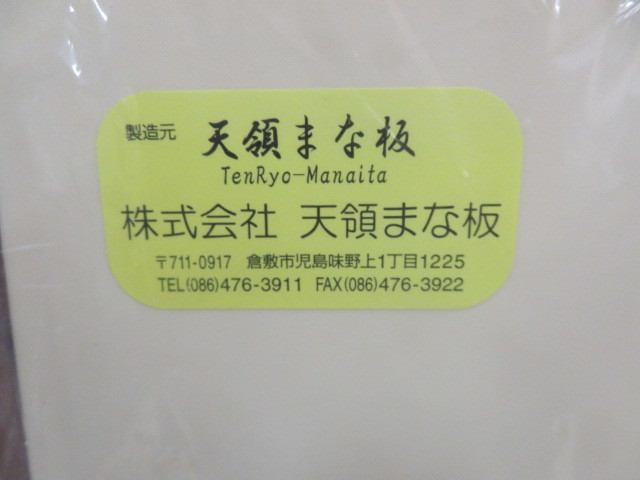 製造元 天領まな板
TenRyo-Manaita
株式会社 天領まな板
〒711-0917 倉敷市児島味野上1丁目1225
TEL(086)476-3911 FAX(086)476-3922